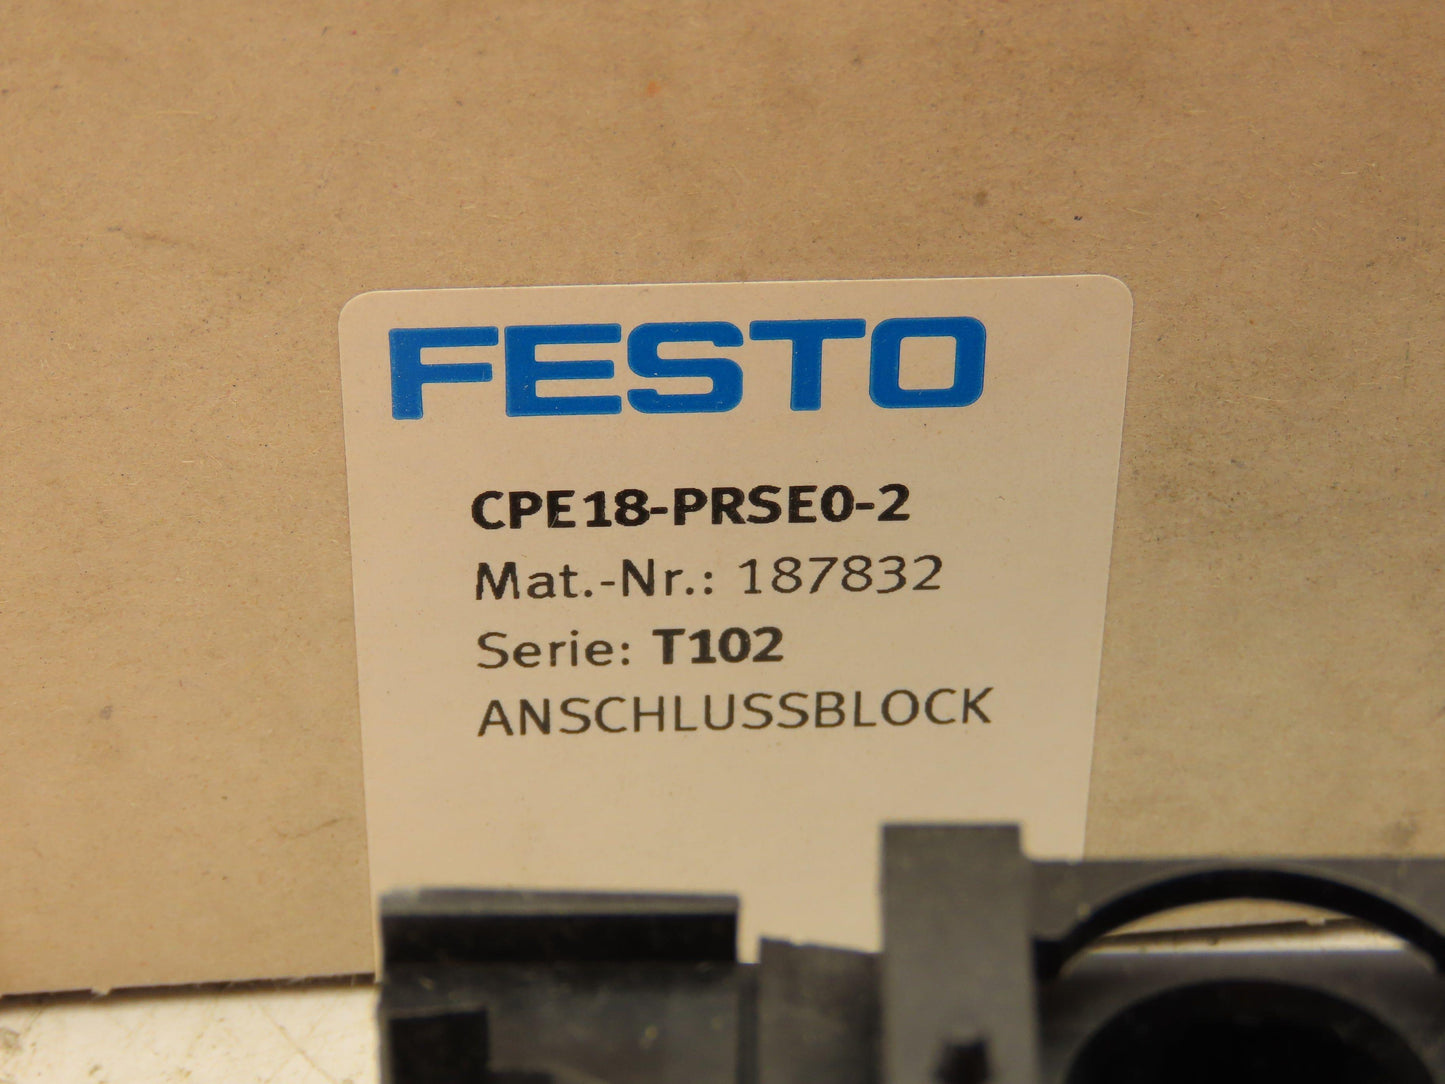 FESTO
CPE18-PRSE0-2
Mat.-Nr.: 187832
Serie: T102
ANSCHLUSSBLOCK